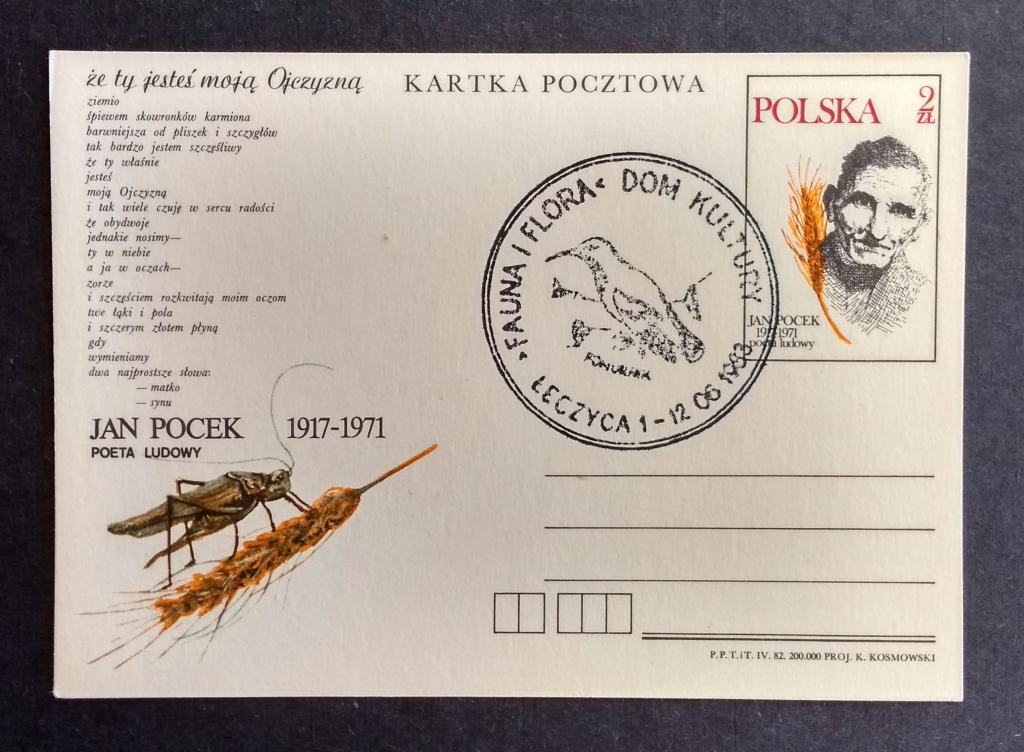 że ty jesteś moją Ojczyzną
ziemio
śpiewem skowronków karmiona
barwniejsza od pliszek i szczygłów
tak bardzo jestem szczęśliwy
że ty właśnie
jesteś
moją Ojczyzną
i tak wiele czuję w sercu radości
że obydwoje
jednakie nosimy—
ty w niebie
a ja w oczach—
zorze
i szczęściem rozkwitają moim oczom
twe łąki i pola
i szczerym złotem płyną
gdy
wymieniamy
dwa najprostsze słowa:
— matko
— synu
JAN POCEK 1917-1971
POETA LUDOWY
KARTKA POCZTOWA
POLSKA 2 ZŁ
JAN POCEK
1917-1971
poeta ludowy
»FAUNA I FLORA« DOM KULTURY
ŁĘCZYCA 1-12 06 1983
P.P.T.iT. IV. 82. 200.000 PROJ. K. KOSMOWSKI